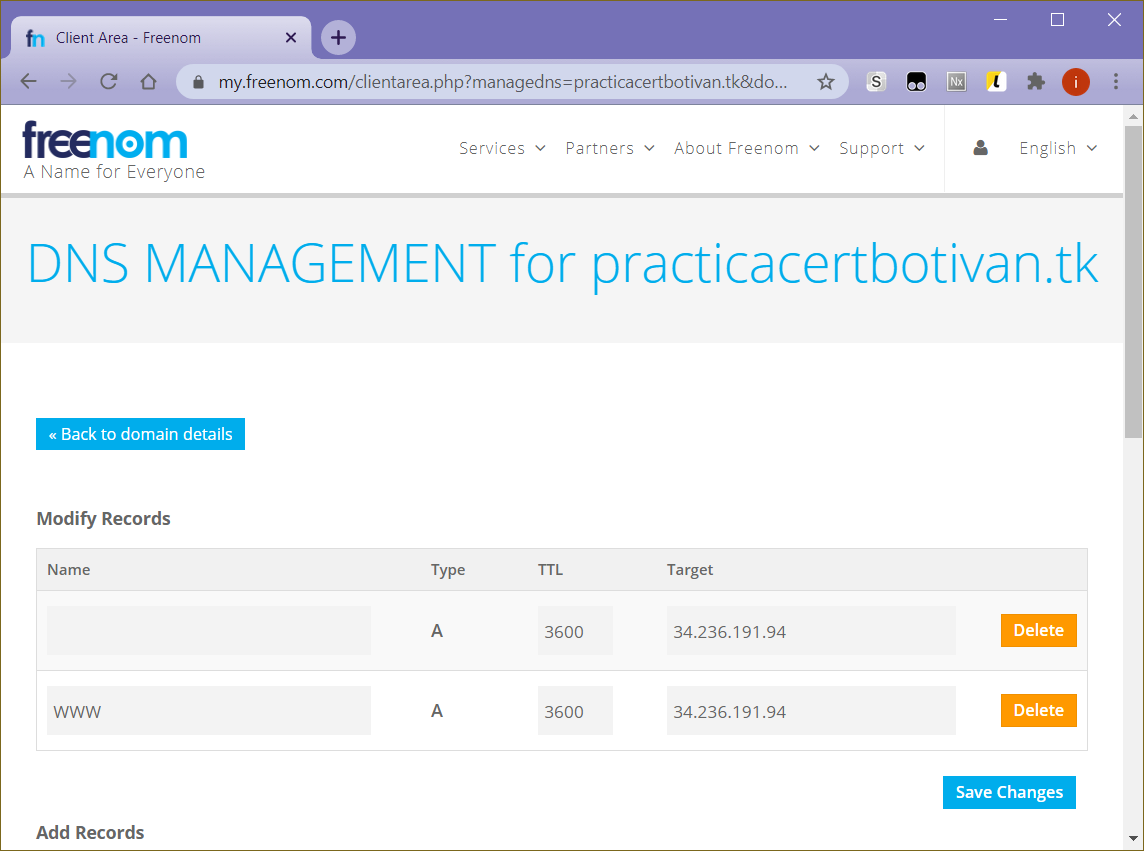 fn Client Area - Freenom
my.freenom.com/clientarea.php?managedns=practicacertbotivan.tk&do...
S Nx L i
freenom
A Name for Everyone
Services Partners About Freenom Support English
DNS MANAGEMENT for practicacertbotivan.tk
« Back to domain details
Modify Records
Name Type TTL Target
A 3600 34.236.191.94 Delete
WWW A 3600 34.236.191.94 Delete
Save Changes
Add Records